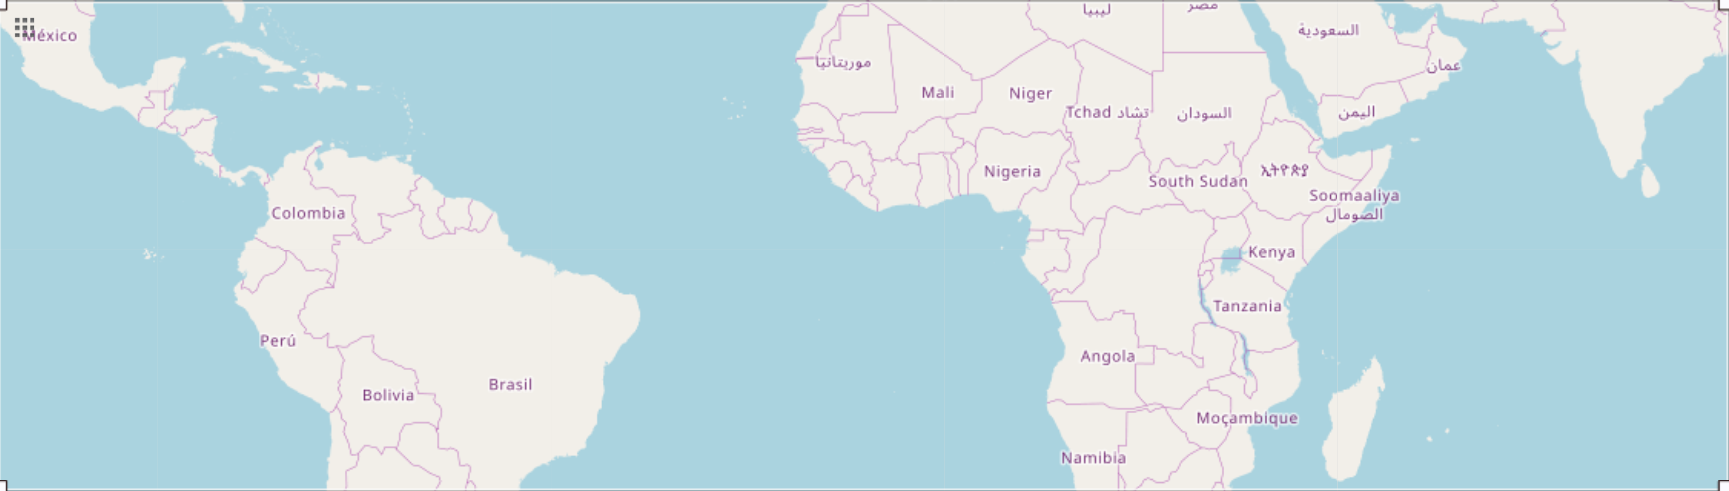 México
ليبيا
مصر
السعودية
عمان
موريتانيا
Mali
Niger
Tchad تشاد
السودان
اليمن
Nigeria
South Sudan
ኢትዮጵያ
Soomaaliya
الصومال
Colombia
Kenya
Tanzania
Perú
Angola
Bolivia
Brasil
Moçambique
Namibia